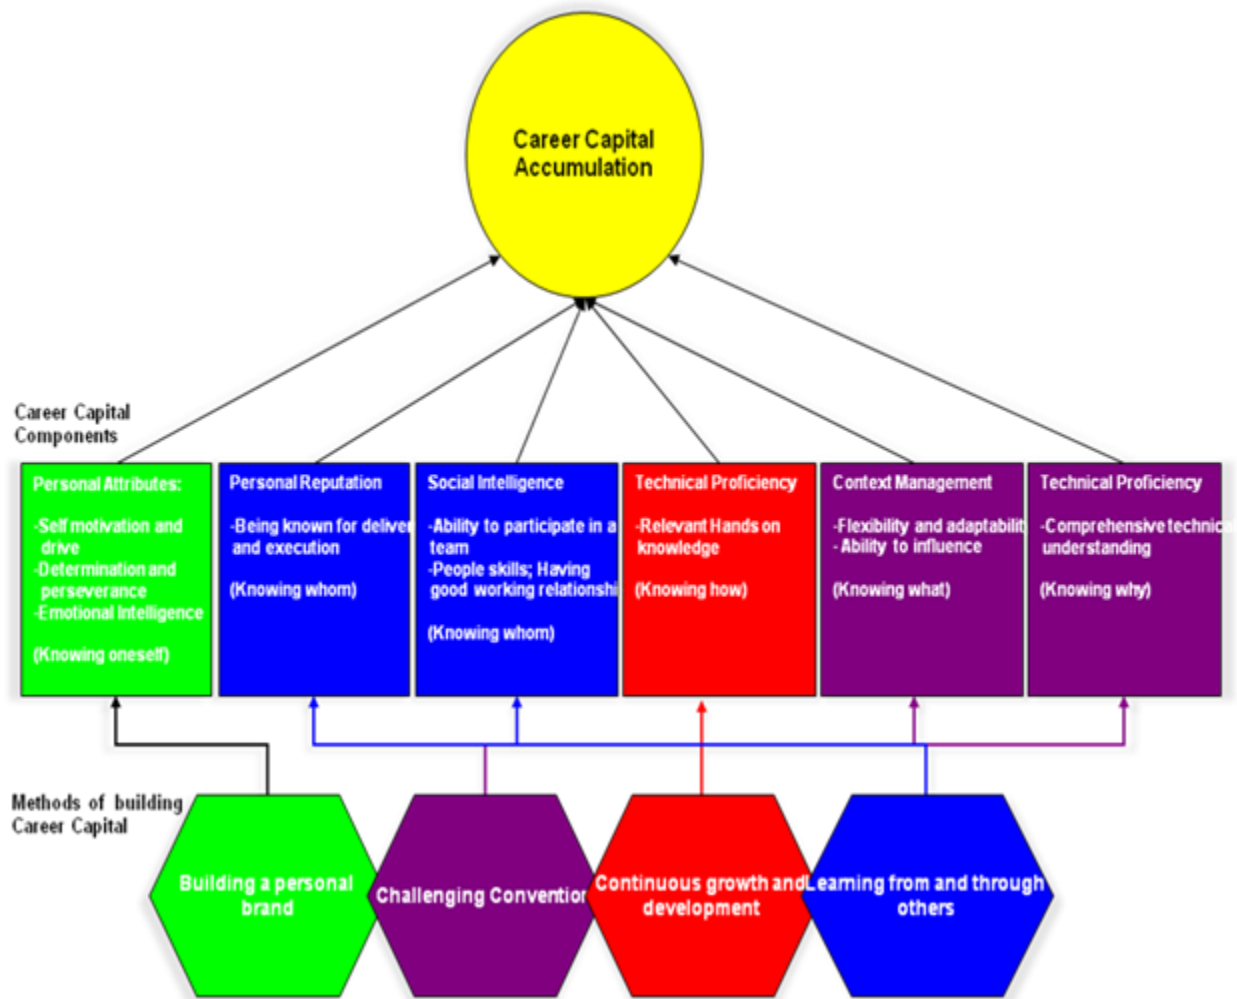 Career Capital
Accumulation
Career Capital
Components
Personal Attributes:
-Self motivation and
drive
-Determination and
perseverance
-Emotional Intelligence
(Knowing oneself)
Personal Reputation
-Being known for deliver
and execution
(Knowing whom)
Social Intelligence
-Ability to participate in a
team
-People skills; Having
good working relationshi
(Knowing whom)
Technical Proficiency
-Relevant Hands on
knowledge
(Knowing how)
Context Management
-Flexibility and adaptabilit
- Ability to influence
(Knowing what)
Technical Proficiency
-Comprehensive technica
understanding
(Knowing why)
Methods of building
Career Capital
Building a personal
brand
Challenging Convention
Continuous growth and
development
Learning from and through
others